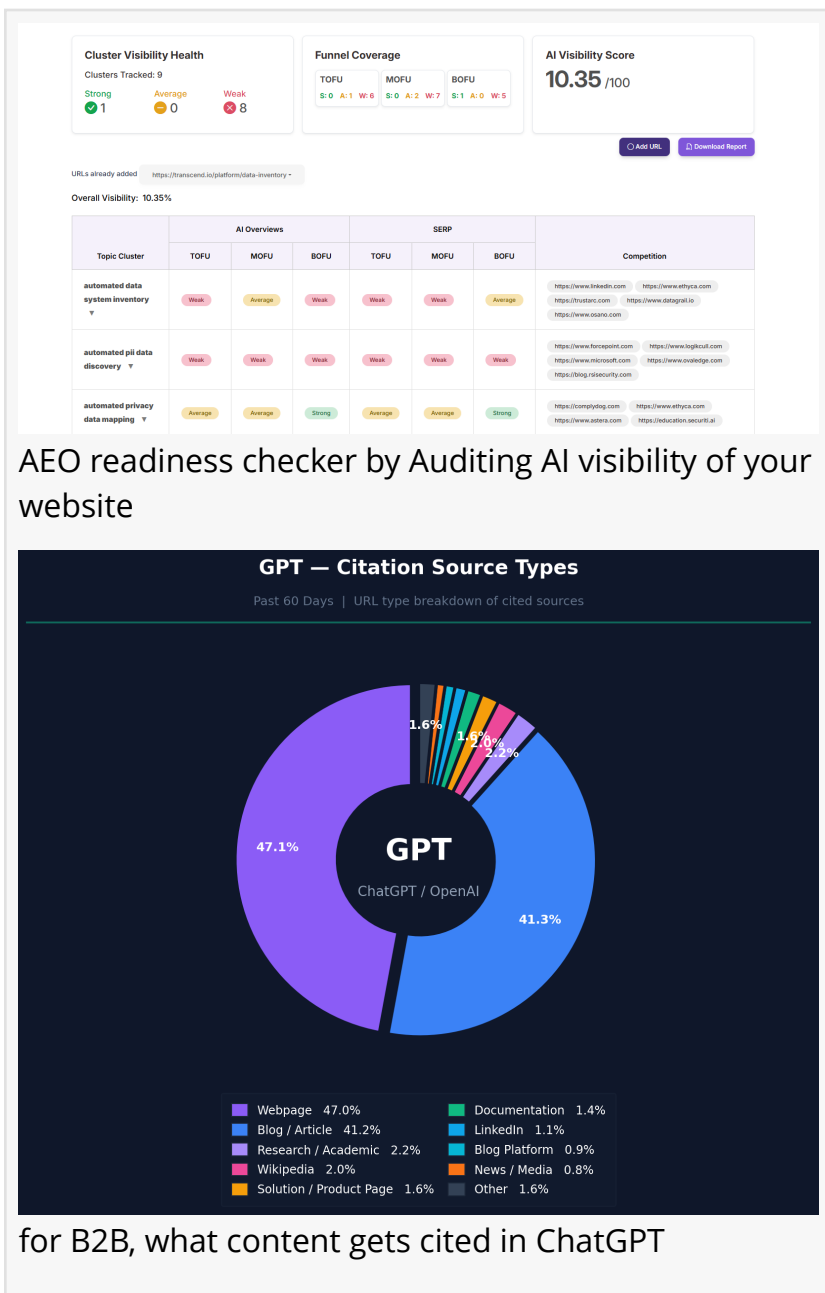 Cluster Visibility Health
Clusters Tracked: 9
Strong Average Weak
1 0 8
Funnel Coverage
TOFU MOFU BOFU
S: 0 A: 1 W: 6 S: 0 A: 2 W: 7 S: 1 A: 0 W: 5
AI Visibility Score
10.35 /100
Add URL Download Report
URLs already added https://transcend.io/platform/data-inventory
Overall Visibility: 10.35%
AI Overviews SERP
Topic Cluster TOFU MOFU BOFU TOFU MOFU BOFU Competition
automated data system inventory ▼ Weak Average Weak Weak Weak Average
https://www.linkedin.com https://www.ethyca.com
https://trustarc.com https://www.datagrail.io
https://www.osano.com
automated pii data discovery ▼ Weak Weak Weak Weak Weak Weak
https://www.forcepoint.com https://www.logikcull.com
https://www.microsoft.com https://www.ovaledge.com
https://blog.rsisecurity.com
automated privacy data mapping ▼ Average Average Strong Average Average Strong
https://complydog.com https://www.ethyca.com
https://www.astera.com https://education.securiti.ai
AEO readiness checker by Auditing AI visibility of your
website
GPT — Citation Source Types
Past 60 Days | URL type breakdown of cited sources
1.6%
1.6%
2.0%
2.2%
47.1%
GPT
ChatGPT / OpenAI
41.3%
Webpage 47.0%
Blog / Article 41.2%
Research / Academic 2.2%
Wikipedia 2.0%
Solution / Product Page 1.6%
Documentation 1.4%
LinkedIn 1.1%
Blog Platform 0.9%
News / Media 0.8%
Other 1.6%
for B2B, what content gets cited in ChatGPT